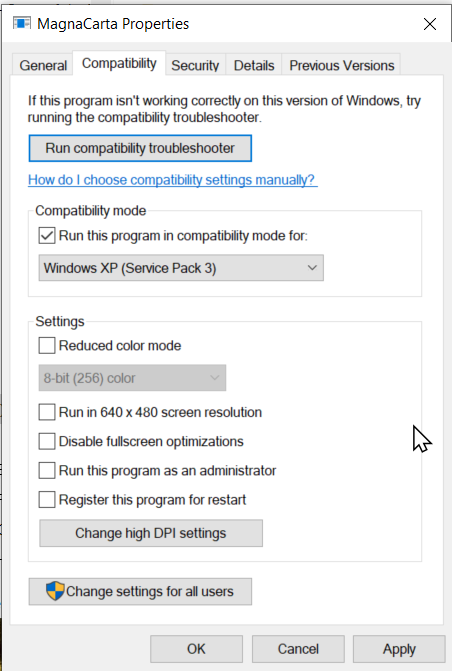 MagnaCarta Properties
General Compatibility Security Details Previous Versions
If this program isn't working correctly on this version of Windows, try
running the compatibility troubleshooter.
Run compatibility troubleshooter
How do I choose compatibility settings manually?
Compatibility mode
Run this program in compatibility mode for:
Windows XP (Service Pack 3)
Settings
Reduced color mode
8-bit (256) color
Run in 640 x 480 screen resolution
Disable fullscreen optimizations
Run this program as an administrator
Register this program for restart
Change high DPI settings
Change settings for all users
OK Cancel Apply